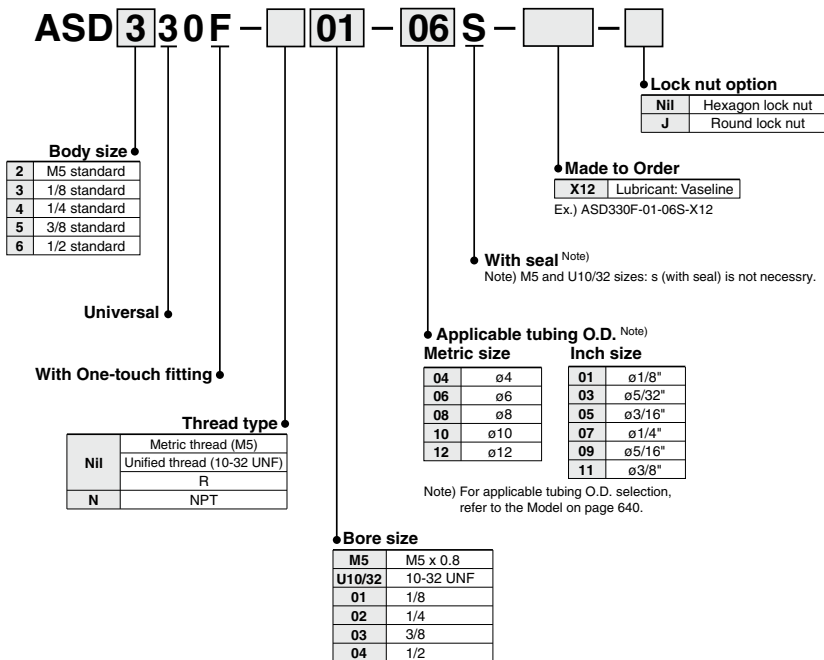 ASD 3 3 0 F – 01 – 06 S –  –
Lock nut option
Nil Hexagon lock nut
J Round lock nut
Body size
2 M5 standard
3 1/8 standard
4 1/4 standard
5 3/8 standard
6 1/2 standard
Made to Order
X12 Lubricant: Vaseline
Ex.) ASD330F-01-06S-X12
With seal Note)
Note) M5 and U10/32 sizes: s (with seal) is not necessry.
Universal
With One-touch fitting
Applicable tubing O.D. Note)
Metric size
04 ø4
06 ø6
08 ø8
10 ø10
12 ø12
Inch size
01 ø1/8"
03 ø5/32"
05 ø3/16"
07 ø1/4"
09 ø5/16"
11 ø3/8"
Note) For applicable tubing O.D. selection,
refer to the Model on page 640.
Thread type
Nil Metric thread (M5)
Unified thread (10-32 UNF)
R
N NPT
Bore size
M5 M5 x 0.8
U10/32 10-32 UNF
01 1/8
02 1/4
03 3/8
04 1/2